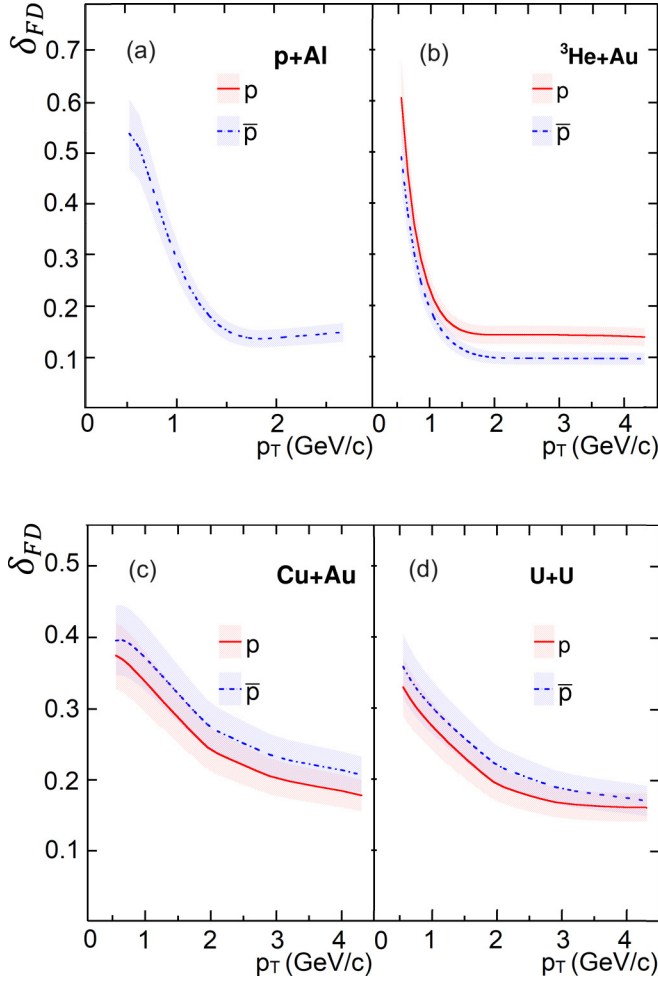 δFD
(a) p+Al
(b) ³He+Au
p
p̅
p
p̅
0.7
0.6
0.5
0.4
0.3
0.2
0.1
0 1 2
0 1 2 3 4
pT (GeV/c)
pT (GeV/c)
δFD
(c) Cu+Au
(d) U+U
p
p̅
p
p̅
0.5
0.4
0.3
0.2
0.1
0 1 2 3 4
0 1 2 3 4
pT (GeV/c)
pT (GeV/c)